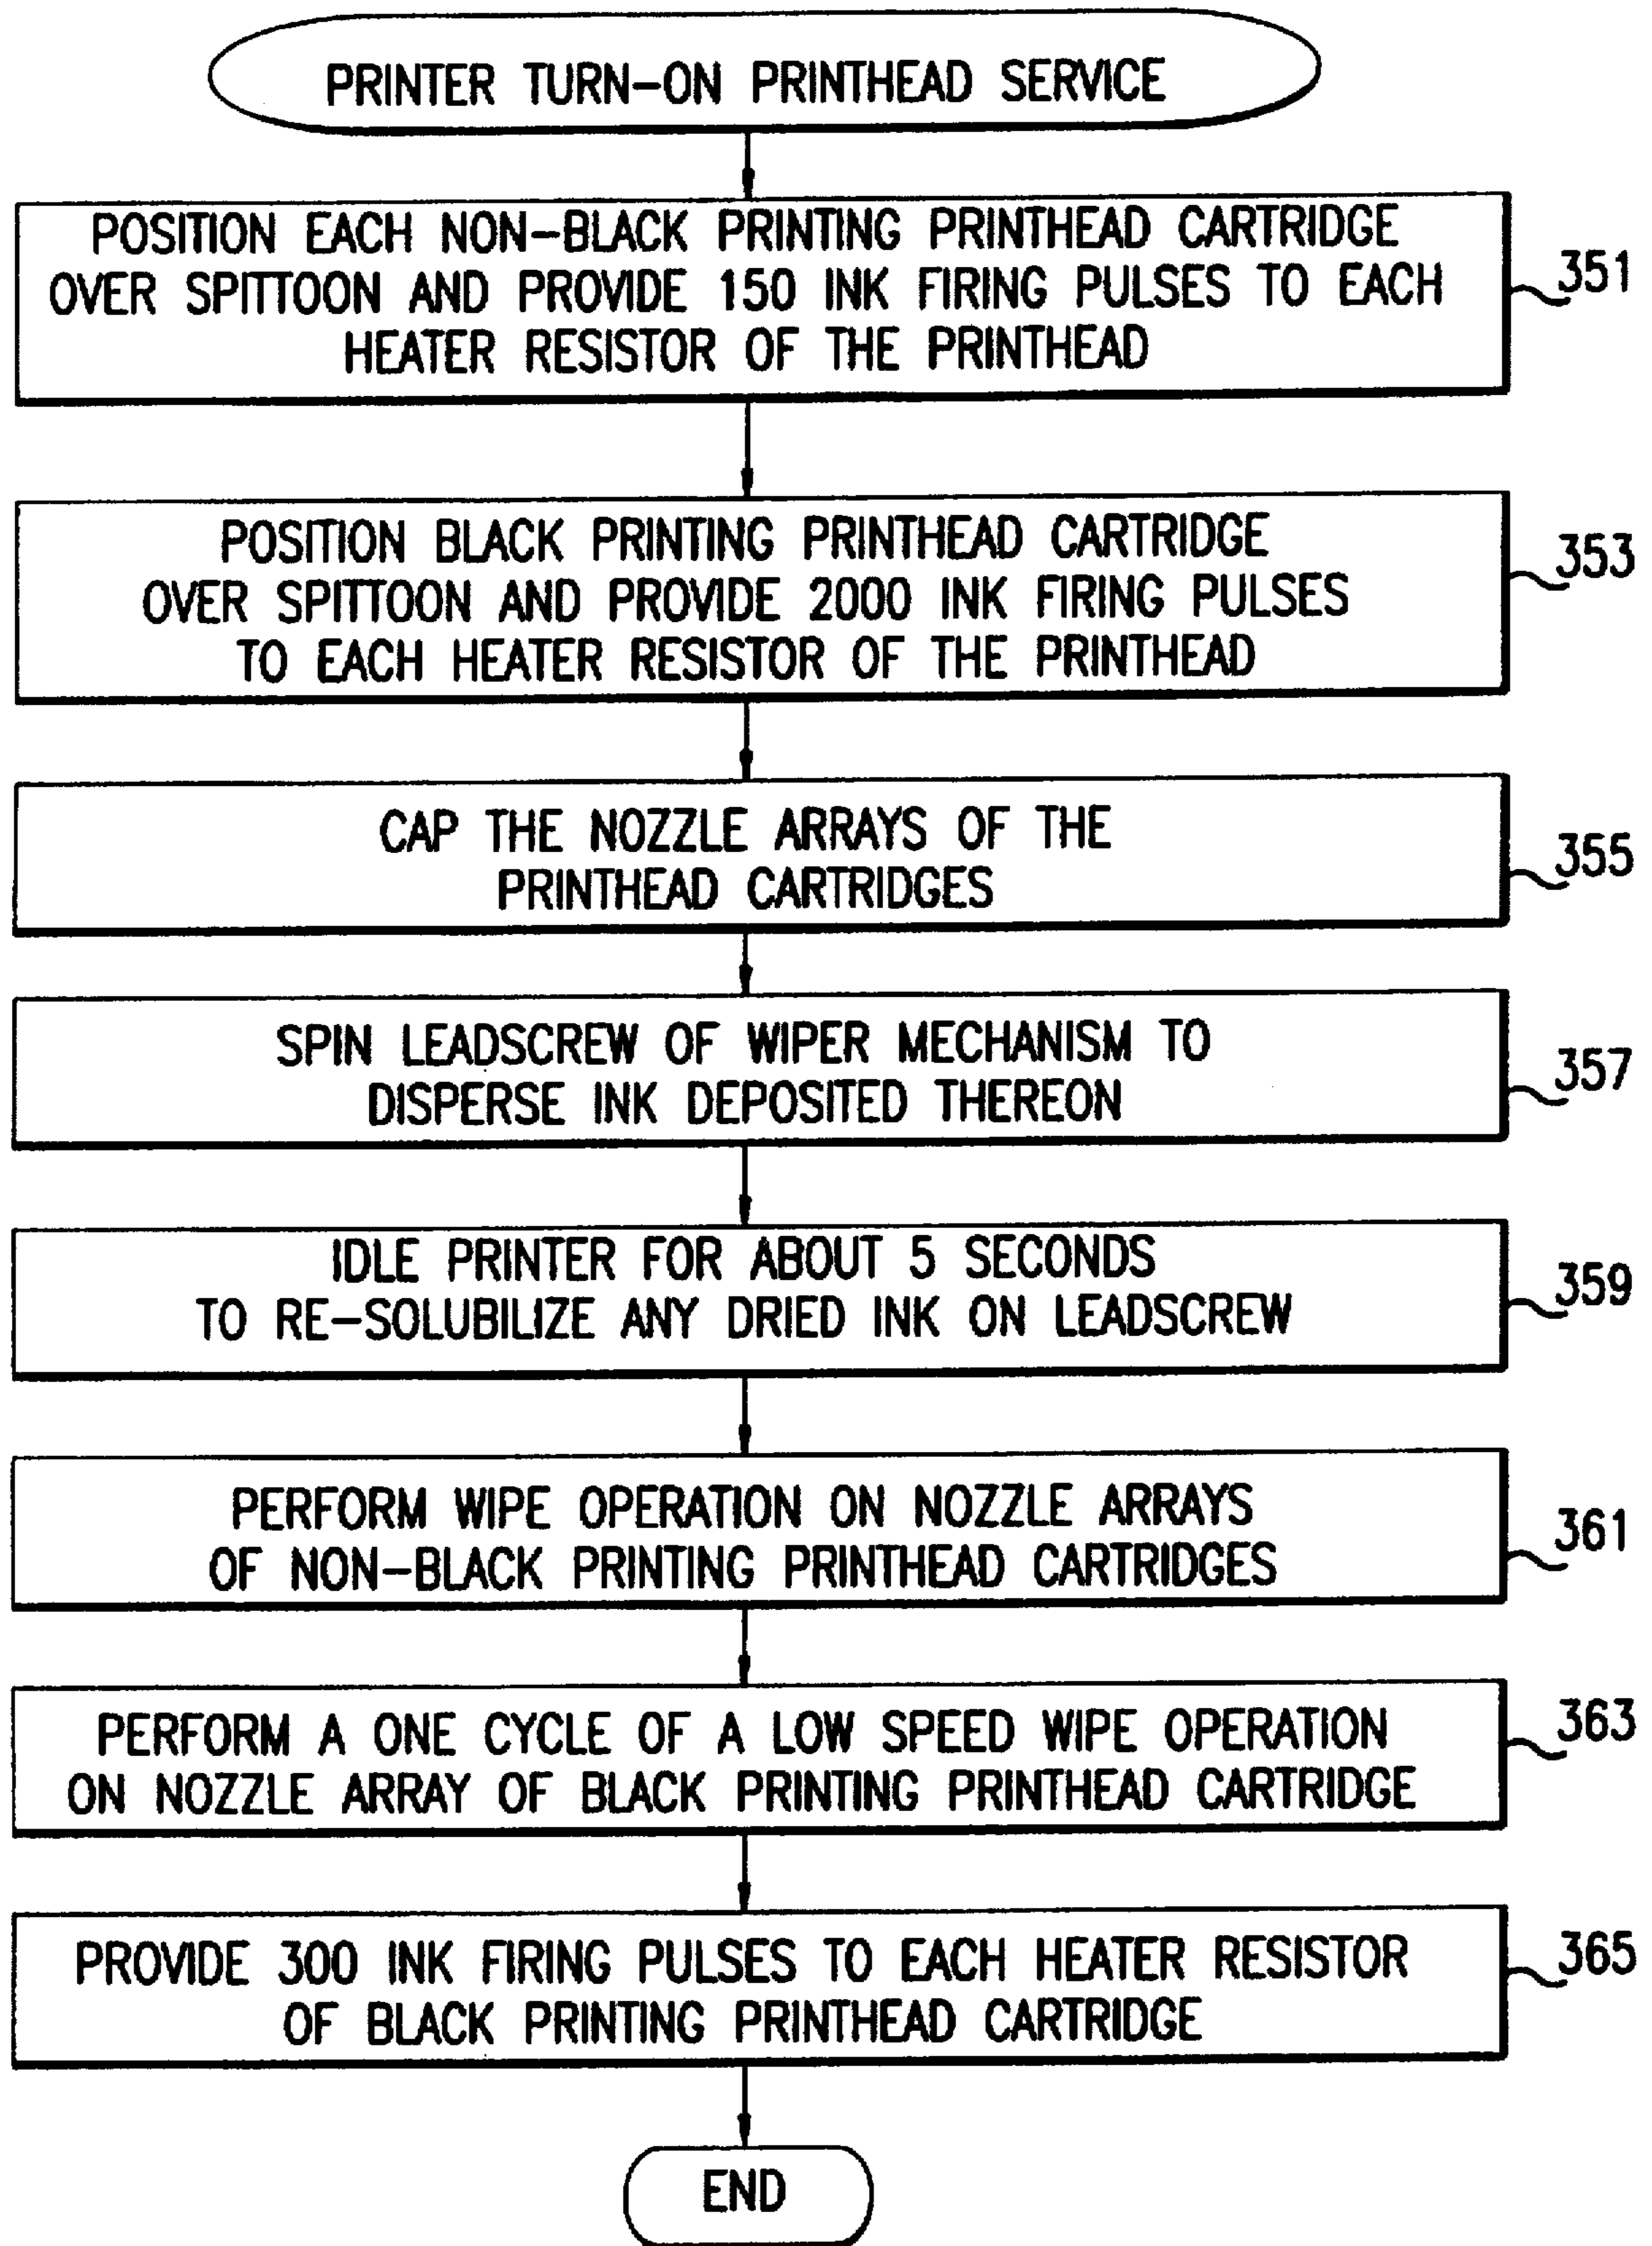 PRINTER TURN-ON PRINTHEAD SERVICE
POSITION EACH NON-BLACK PRINTING PRINTHEAD CARTRIDGE
OVER SPITTOON AND PROVIDE 150 INK FIRING PULSES TO EACH
HEATER RESISTOR OF THE PRINTHEAD
351
POSITION BLACK PRINTING PRINTHEAD CARTRIDGE
OVER SPITTOON AND PROVIDE 2000 INK FIRING PULSES
TO EACH HEATER RESISTOR OF THE PRINTHEAD
353
CAP THE NOZZLE ARRAYS OF THE
PRINTHEAD CARTRIDGES
355
SPIN LEADSCREW OF WIPER MECHANISM TO
DISPERSE INK DEPOSITED THEREON
357
IDLE PRINTER FOR ABOUT 5 SECONDS
TO RE-SOLUBILIZE ANY DRIED INK ON LEADSCREW
359
PERFORM WIPE OPERATION ON NOZZLE ARRAYS
OF NON-BLACK PRINTING PRINTHEAD CARTRIDGES
361
PERFORM A ONE CYCLE OF A LOW SPEED WIPE OPERATION
ON NOZZLE ARRAY OF BLACK PRINTING PRINTHEAD CARTRIDGE
363
PROVIDE 300 INK FIRING PULSES TO EACH HEATER RESISTOR
OF BLACK PRINTING PRINTHEAD CARTRIDGE
365
END